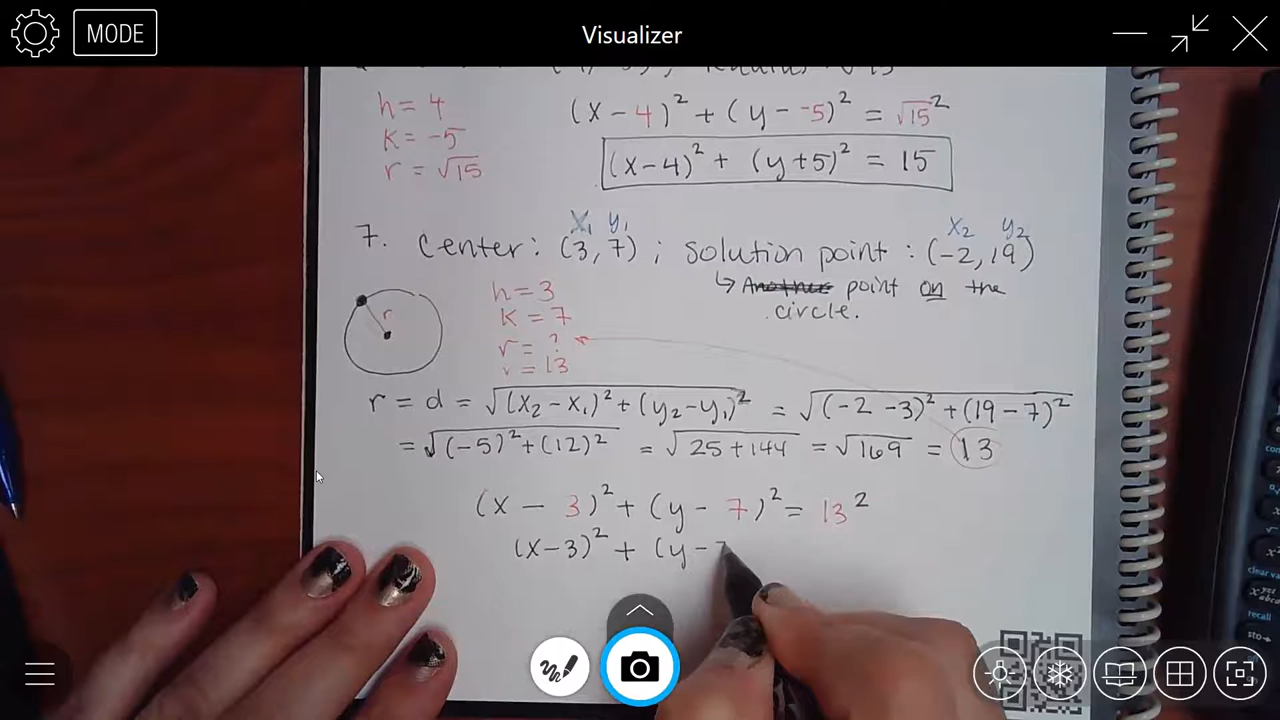 MODE
Visualizer
h = 4
(x - 4)² + (y - -5)² = √15²
k = -5
r = √15
(x-4)² + (y+5)² = 15
x₁ y₁ x₂ y₂
7. center: (3, 7) ; solution point : (-2, 19)
↳ point on the
circle.
h = 3
k = 7
r = ?
r = 13
r
r = d = √(x₂-x₁)² + (y₂-y₁)² = √(-2 -3)² + (19 - 7)²
= √(-5)² + (12)² = √25 + 144 = √169 = 13
(x - 3)² + (y - 7)² = 13²
(x-3)² + (y -
clear
recall
sto→